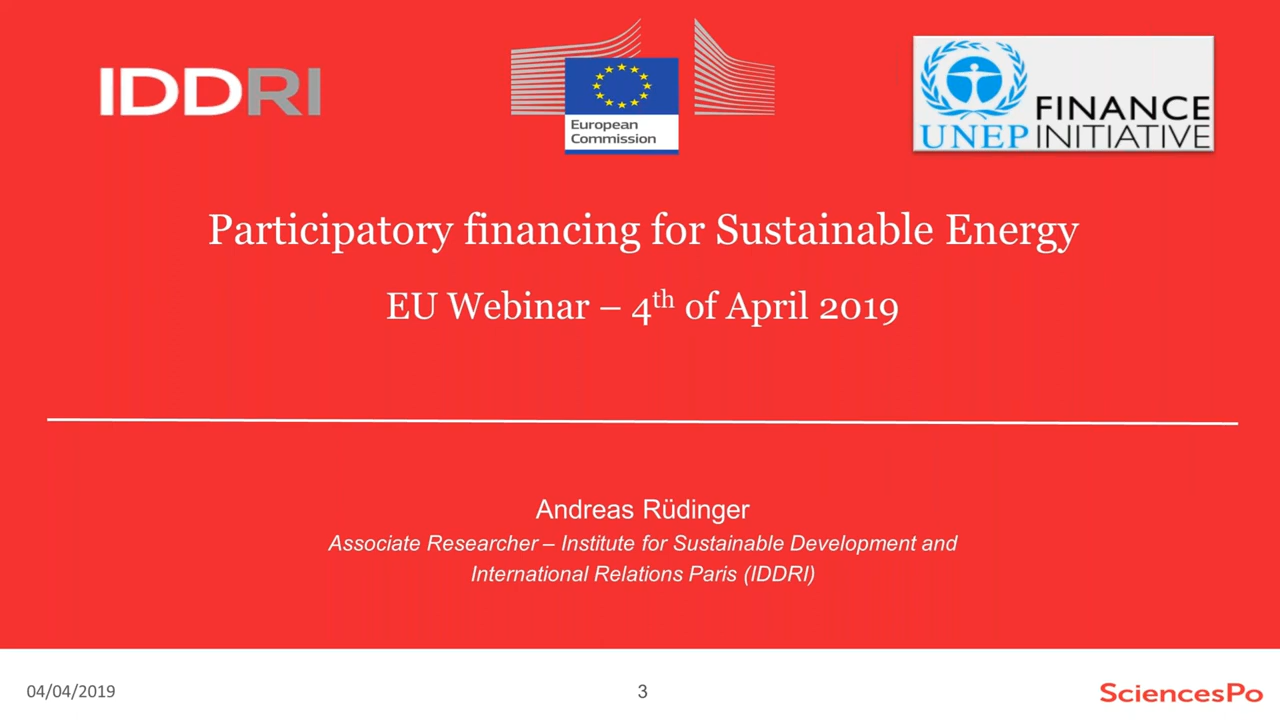 IDDRI
European
Commission
UNEP FINANCE
INITIATIVE
Participatory financing for Sustainable Energy
EU Webinar – 4th of April 2019
Andreas Rüdinger
Associate Researcher – Institute for Sustainable Development and
International Relations Paris (IDDRI)
04/04/2019
3
SciencesPo